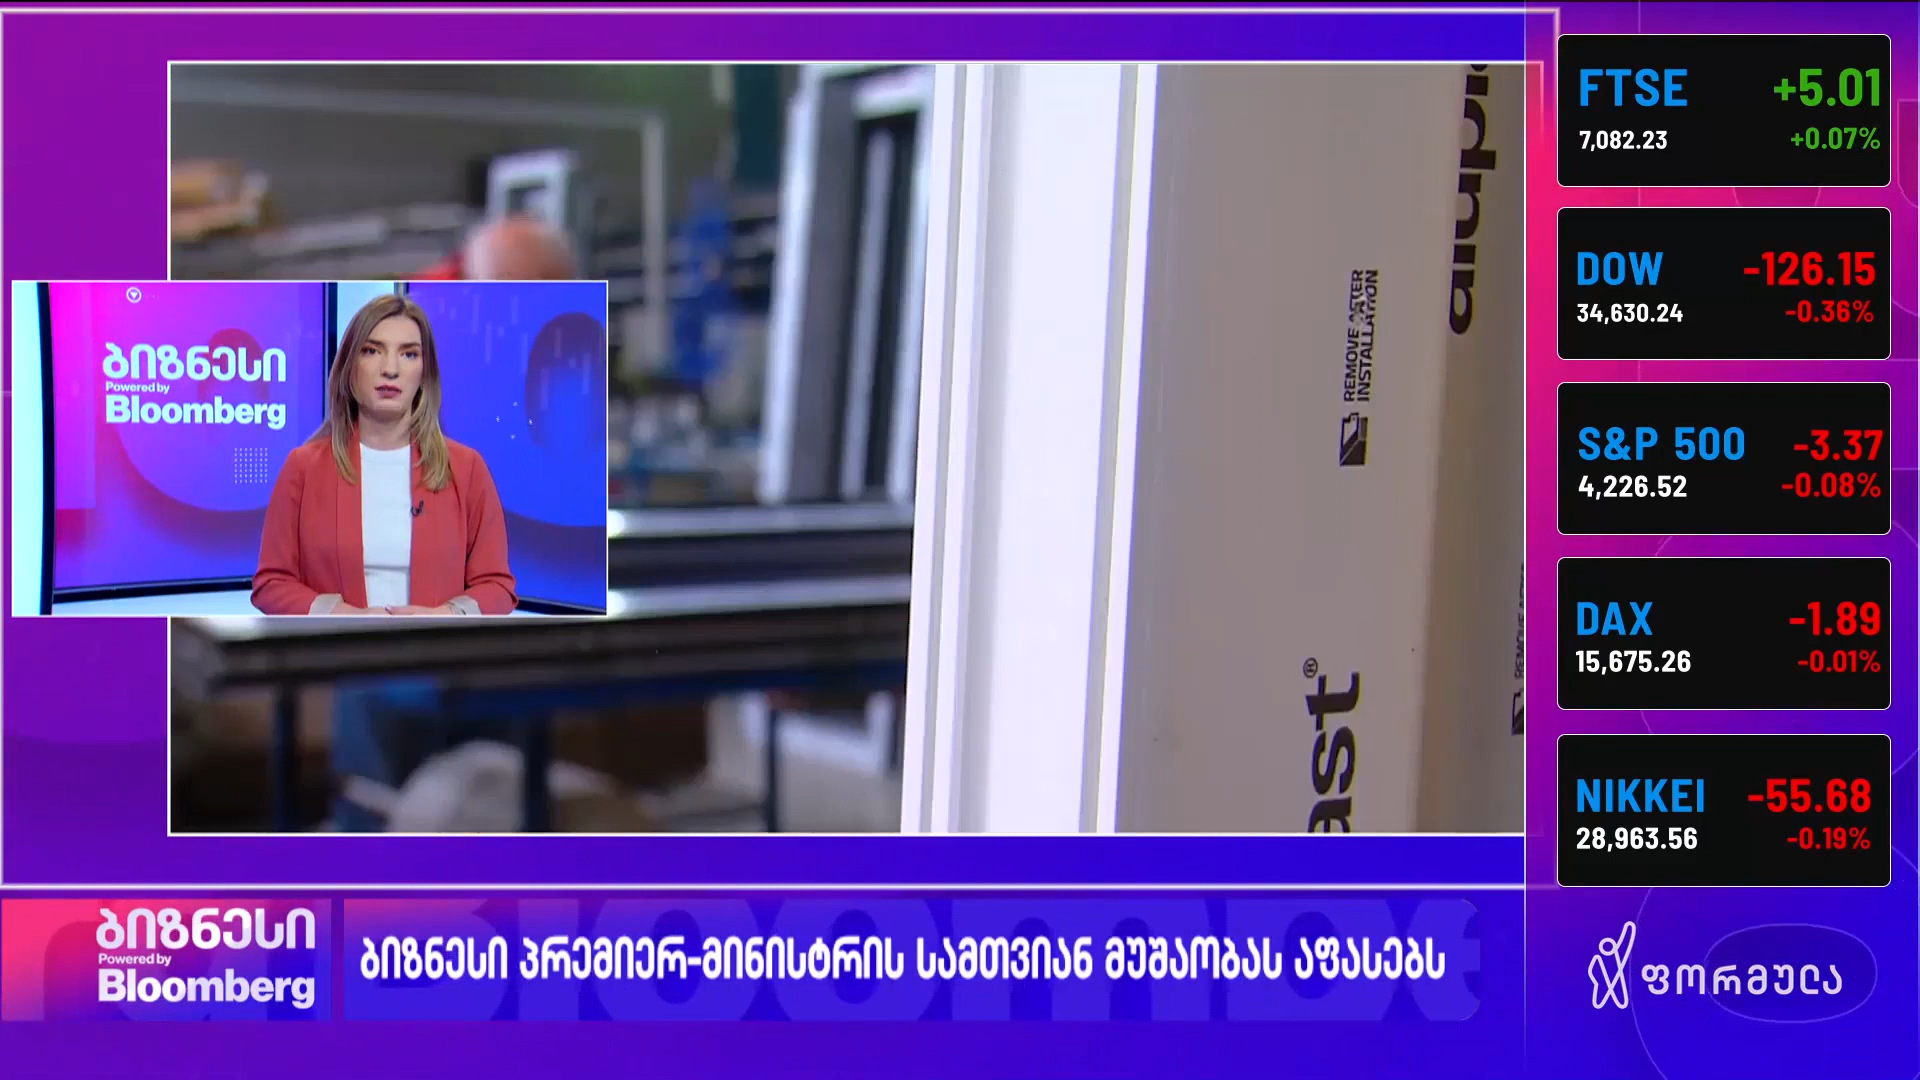 ბიზნესი
Powered by
Bloomberg
REMOVE AFTER
INSTALLATION
FTSE +5.01
7,082.23 +0.07%
DOW -126.15
34,630.24 -0.36%
S&P 500 -3.37
4,226.52 -0.08%
DAX -1.89
15,675.26 -0.01%
NIKKEI -55.68
28,963.56 -0.19%
ბიზნესი
Powered by
Bloomberg
ბიზნესი პრემიერ-მინისტრის სამთვიან მუშაობას აფასებს
ფორმულა